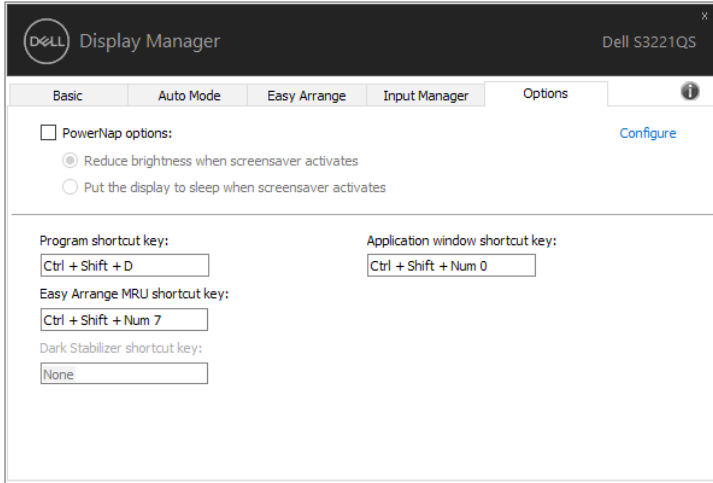 x
DELL Display Manager Dell S3221QS
Basic Auto Mode Easy Arrange Input Manager Options i
PowerNap options: Configure
Reduce brightness when screensaver activates
Put the display to sleep when screensaver activates
Program shortcut key: Application window shortcut key:
Ctrl + Shift + D Ctrl + Shift + Num 0
Easy Arrange MRU shortcut key:
Ctrl + Shift + Num 7
Dark Stabilizer shortcut key:
None